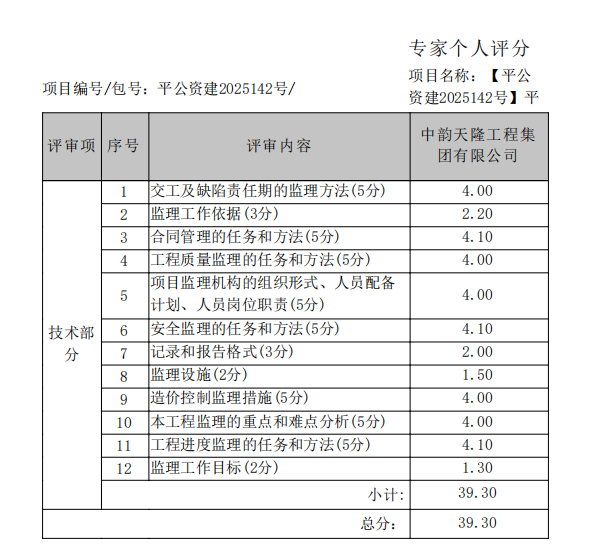 专家个人评分
项目编号/包号：平公资建2025142号/
项目名称：【平公
资建2025142号】平
评审项 序号 评审内容 中韵天隆工程集
团有限公司
技术部
分
1 交工及缺陷责任期的监理方法(5分) 4.00
2 监理工作依据(3分) 2.20
3 合同管理的任务和方法(5分) 4.10
4 工程质量监理的任务和方法(5分) 4.00
5 项目监理机构的组织形式、人员配备
计划、人员岗位职责(5分) 4.00
6 安全监理的任务和方法(5分) 4.10
7 记录和报告格式(3分) 2.00
8 监理设施(2分) 1.50
9 造价控制监理措施(5分) 4.00
10 本工程监理的重点和难点分析(5分) 4.00
11 工程进度监理的任务和方法(5分) 4.10
12 监理工作目标(2分) 1.30
小计: 39.30
总分: 39.30